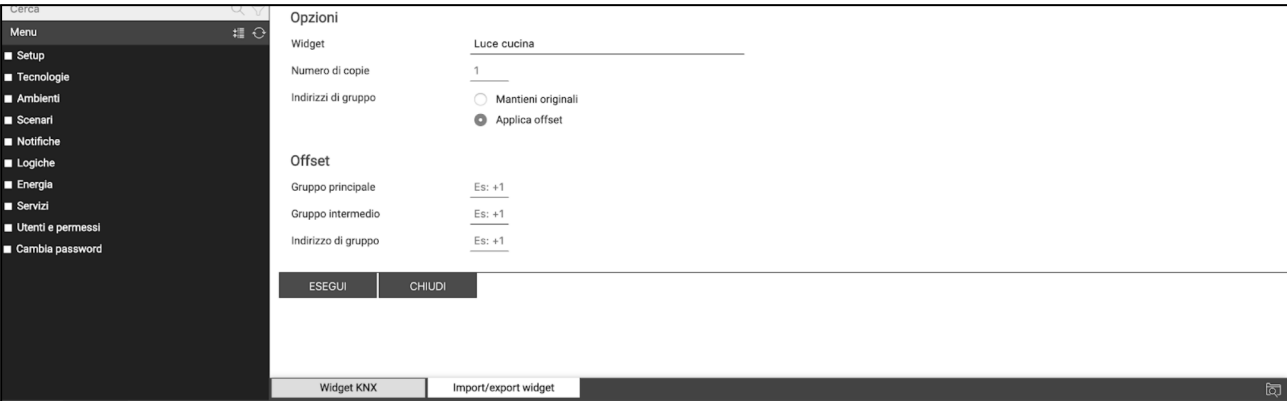 Cerca
Menu
Setup
Tecnologie
Ambienti
Scenari
Notifiche
Logiche
Energia
Servizi
Utenti e permessi
Cambia password
Opzioni
Widget Luce cucina
Numero di copie 1
Indirizzi di gruppo Mantieni originali
Applica offset
Offset
Gruppo principale Es: +1
Gruppo intermedio Es: +1
Indirizzo di gruppo Es: +1
ESEGUI CHIUDI
Widget KNX Import/export widget